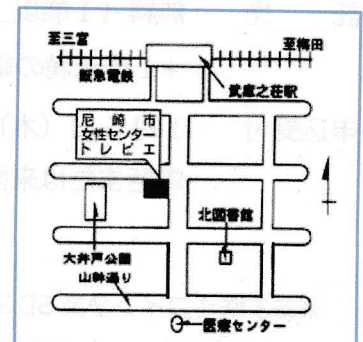 至三宮
至梅田
阪急電鉄
武庫之荘駅
尼崎市
女性センター
トレピエ
北図書館
大井戸公園
山幹通り
医療センター